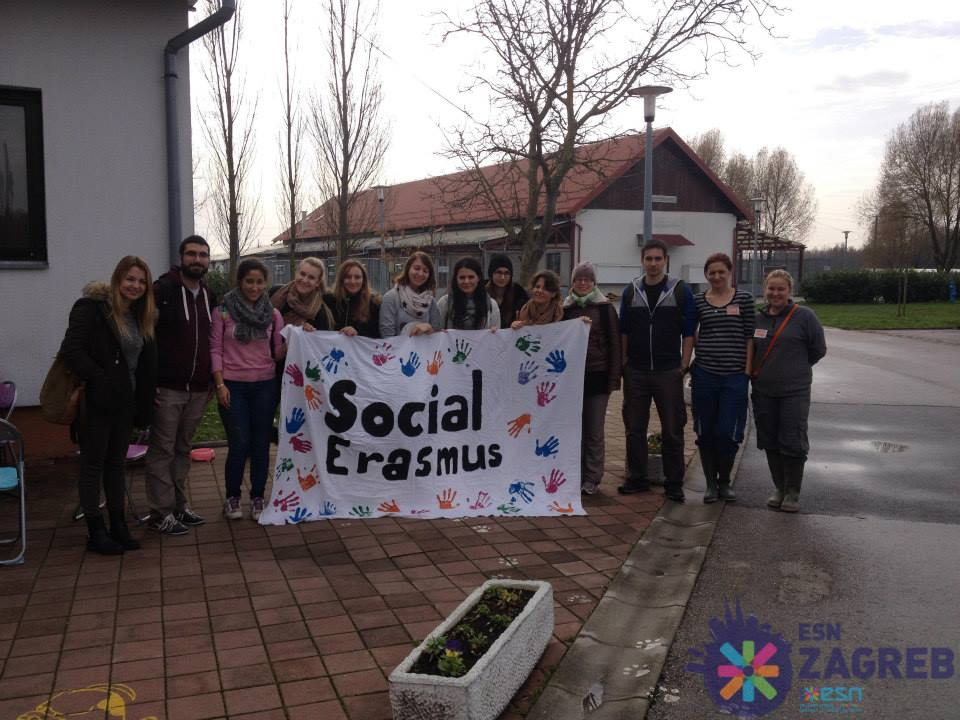 Social
Erasmus
ESN
ZAGREB
esn